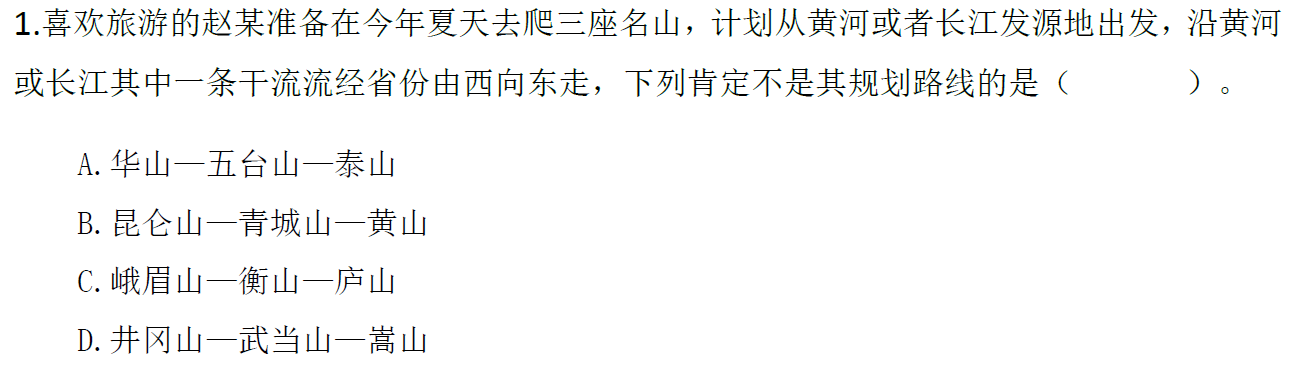 1.喜欢旅游的赵某准备在今年夏天去爬三座名山，计划从黄河或者长江发源地出发，沿黄河
或长江其中一条干流流经省份由西向东走，下列肯定不是其规划路线的是（　　）。
A.华山—五台山—泰山
B.昆仑山—青城山—黄山
C.峨眉山—衡山—庐山
D.井冈山—武当山—嵩山